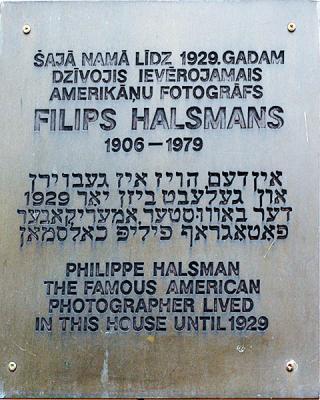 ŠAJĀ NAMĀ LĪDZ 1929. GADAM
DZĪVOJIS IEVĒROJAMAIS
AMERIKĀŅU FOTOGRĀFS
FILIPS HALSMANS
1906 – 1979
אין דעם הויז איז געבוירן
און געלעבט ביזן יאר 1929
דער באוווסטער אמעריקאנער
פאטאגראף פיליפ כאלסמאן
PHILIPPE HALSMAN
THE FAMOUS AMERICAN
PHOTOGRAPHER LIVED
IN THIS HOUSE UNTIL 1929